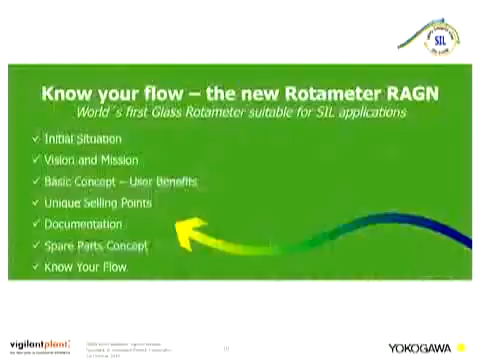 SIL
Know your flow – the new Rotameter RAGN
World´s first Glass Rotameter suitable for SIL applications
✓ Initial Situation
✓ Vision and Mission
✓ Basic Concept – User Benefits
✓ Unique Selling Points
✓ Documentation
✓ Spare Parts Concept
✓ Know Your Flow
vigilantplant
YOKOGAWA